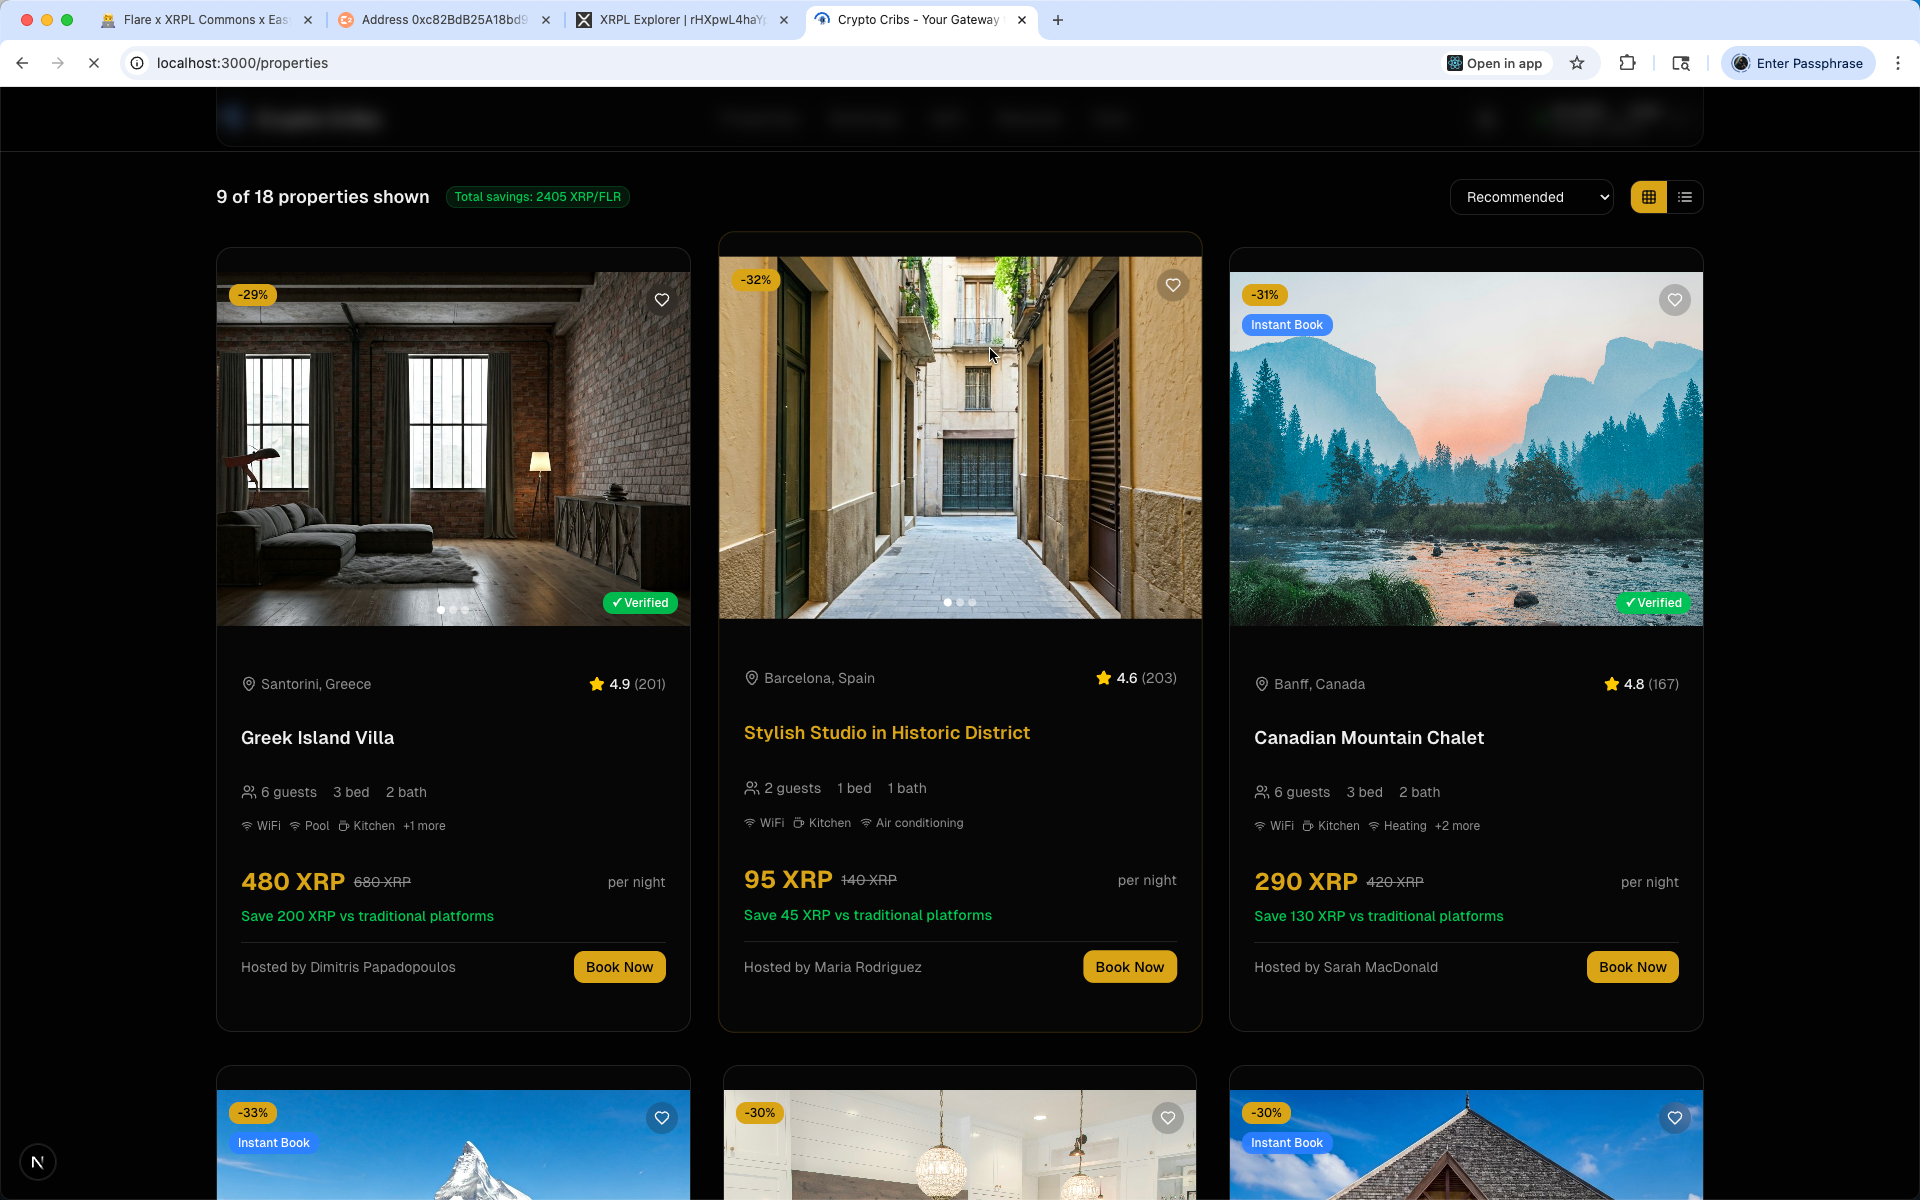 Flare x XRPL Commons x Eas
Address 0xc82BdB25A18bd9
XRPL Explorer | rHXpwL4haY
Crypto Cribs - Your Gateway
localhost:3000/properties
Open in app
Enter Passphrase
Crypto Cribs
9 of 18 properties shown
Total savings: 2405 XRP/FLR
Recommended
-29%
-32%
-31%
Instant Book
✓ Verified
✓ Verified
Santorini, Greece
4.9 (201)
Greek Island Villa
6 guests 3 bed 2 bath
WiFi Pool Kitchen +1 more
480 XRP 680 XRP per night
Save 200 XRP vs traditional platforms
Hosted by Dimitris Papadopoulos
Book Now
Barcelona, Spain
4.6 (203)
Stylish Studio in Historic District
2 guests 1 bed 1 bath
WiFi Kitchen Air conditioning
95 XRP 140 XRP per night
Save 45 XRP vs traditional platforms
Hosted by Maria Rodriguez
Book Now
Banff, Canada
4.8 (167)
Canadian Mountain Chalet
6 guests 3 bed 2 bath
WiFi Kitchen Heating +2 more
290 XRP 420 XRP per night
Save 130 XRP vs traditional platforms
Hosted by Sarah MacDonald
Book Now
-33%
Instant Book
-30%
-30%
Instant Book
N